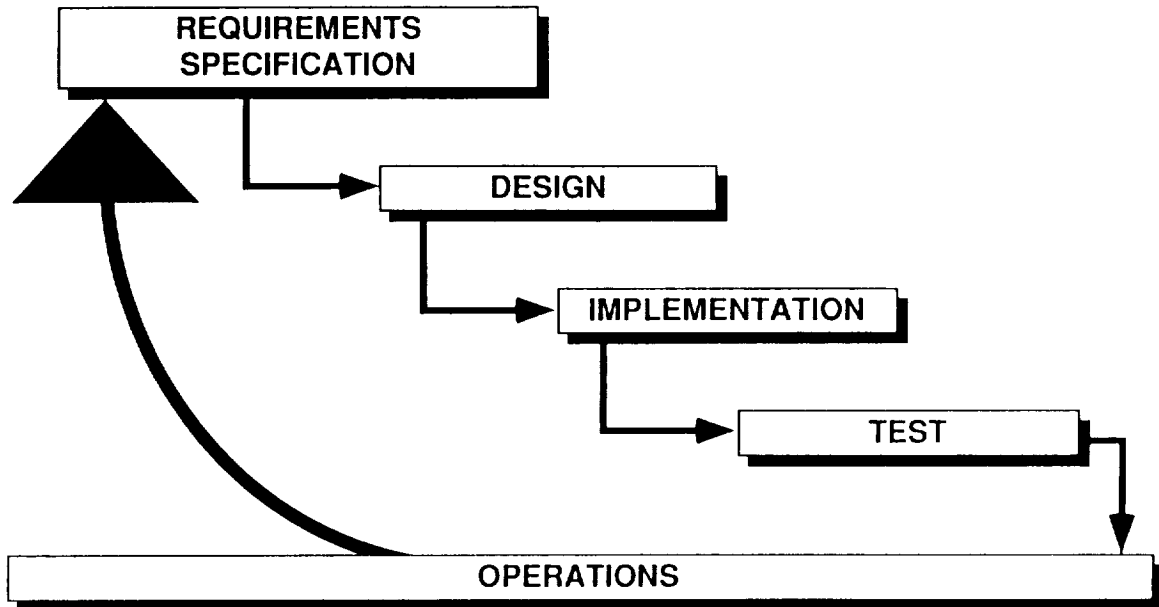 REQUIREMENTS
SPECIFICATION
DESIGN
IMPLEMENTATION
TEST
OPERATIONS